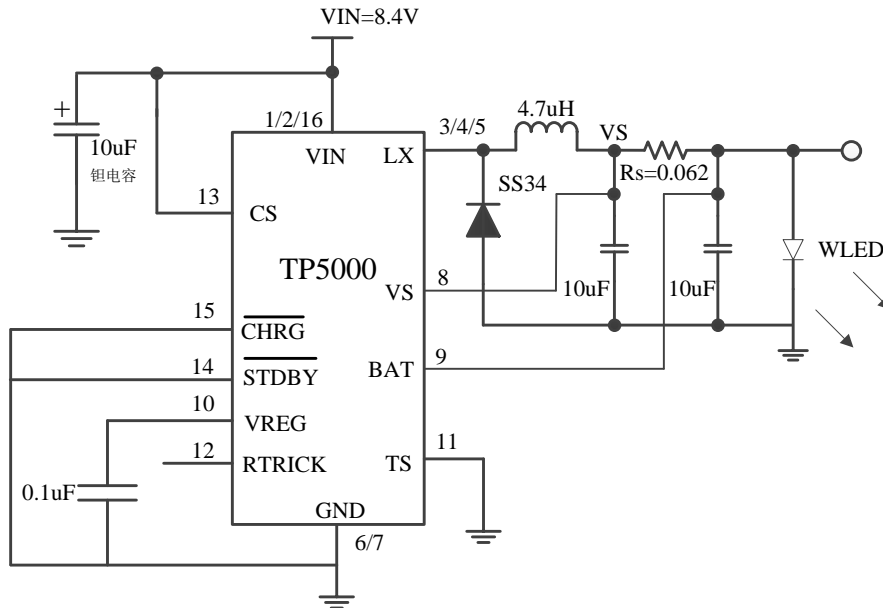 VIN=8.4V
+
10uF
钽电容
1/2/16
VIN
3/4/5
LX
4.7uH
VS
Rs=0.062
SS34
13
CS
TP5000
VS
8
10uF
10uF
WLED
15
CHRG
14
STDBY
BAT
9
10
VREG
12
RTRICK
TS
11
0.1uF
GND
6/7